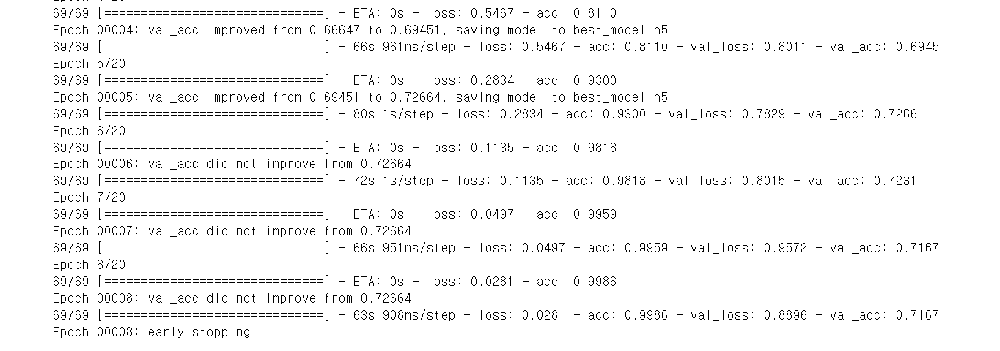 69/69 [==============================] - ETA: 0s - loss: 0.5467 - acc: 0.8110
Epoch 00004: val_acc improved from 0.66647 to 0.69451, saving model to best_model.h5
69/69 [==============================] - 66s 961ms/step - loss: 0.5467 - acc: 0.8110 - val_loss: 0.8011 - val_acc: 0.6945
Epoch 5/20
69/69 [==============================] - ETA: 0s - loss: 0.2834 - acc: 0.9300
Epoch 00005: val_acc improved from 0.69451 to 0.72664, saving model to best_model.h5
69/69 [==============================] - 80s 1s/step - loss: 0.2834 - acc: 0.9300 - val_loss: 0.7829 - val_acc: 0.7266
Epoch 6/20
69/69 [==============================] - ETA: 0s - loss: 0.1135 - acc: 0.9818
Epoch 00006: val_acc did not improve from 0.72664
69/69 [==============================] - 72s 1s/step - loss: 0.1135 - acc: 0.9818 - val_loss: 0.8015 - val_acc: 0.7231
Epoch 7/20
69/69 [==============================] - ETA: 0s - loss: 0.0497 - acc: 0.9959
Epoch 00007: val_acc did not improve from 0.72664
69/69 [==============================] - 66s 951ms/step - loss: 0.0497 - acc: 0.9959 - val_loss: 0.9572 - val_acc: 0.7167
Epoch 8/20
69/69 [==============================] - ETA: 0s - loss: 0.0281 - acc: 0.9986
Epoch 00008: val_acc did not improve from 0.72664
69/69 [==============================] - 63s 908ms/step - loss: 0.0281 - acc: 0.9986 - val_loss: 0.8896 - val_acc: 0.7167
Epoch 00008: early stopping